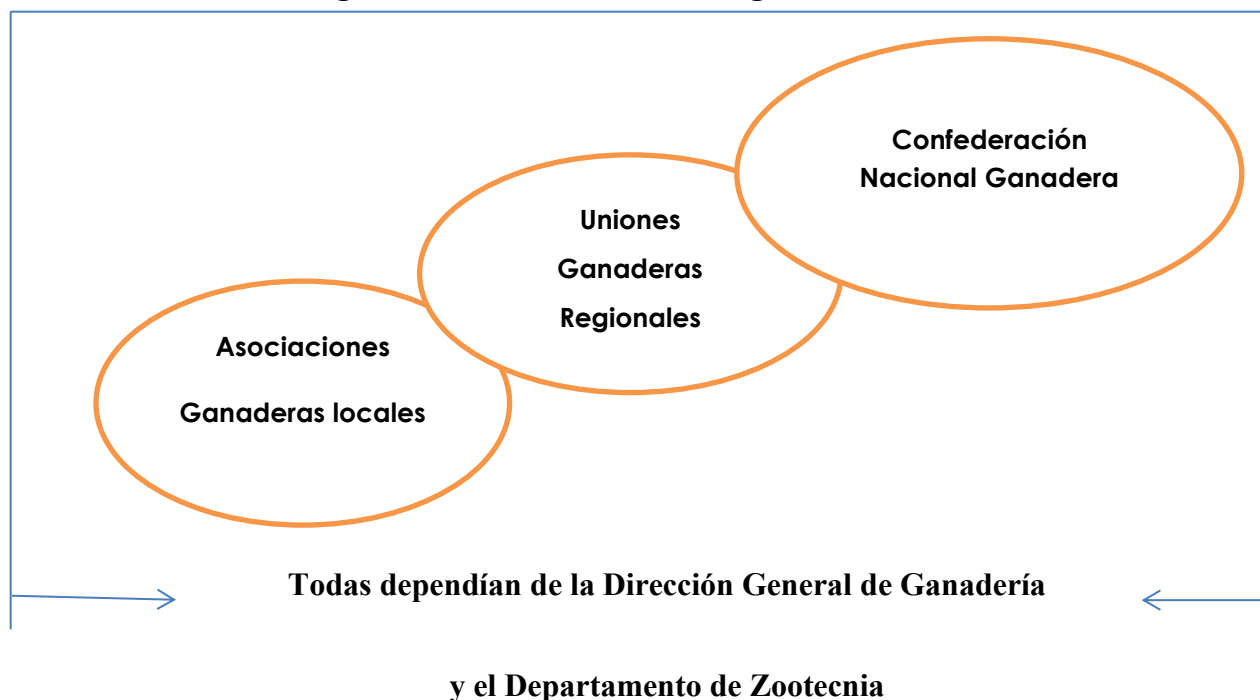 Confederación
Nacional Ganadera
Uniones
Ganaderas
Regionales
Asociaciones
Ganaderas locales
Todas dependían de la Dirección General de Ganadería
y el Departamento de Zootecnia